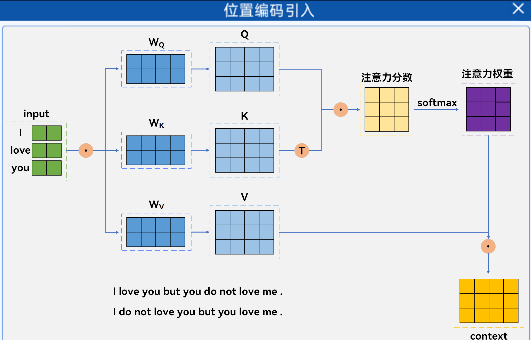 位置编码引入
input
I
love
you
W_Q
Q
W_K
K
T
W_V
V
注意力分数
softmax
注意力权重
context
I love you but you do not love me .
I do not love you but you love me .